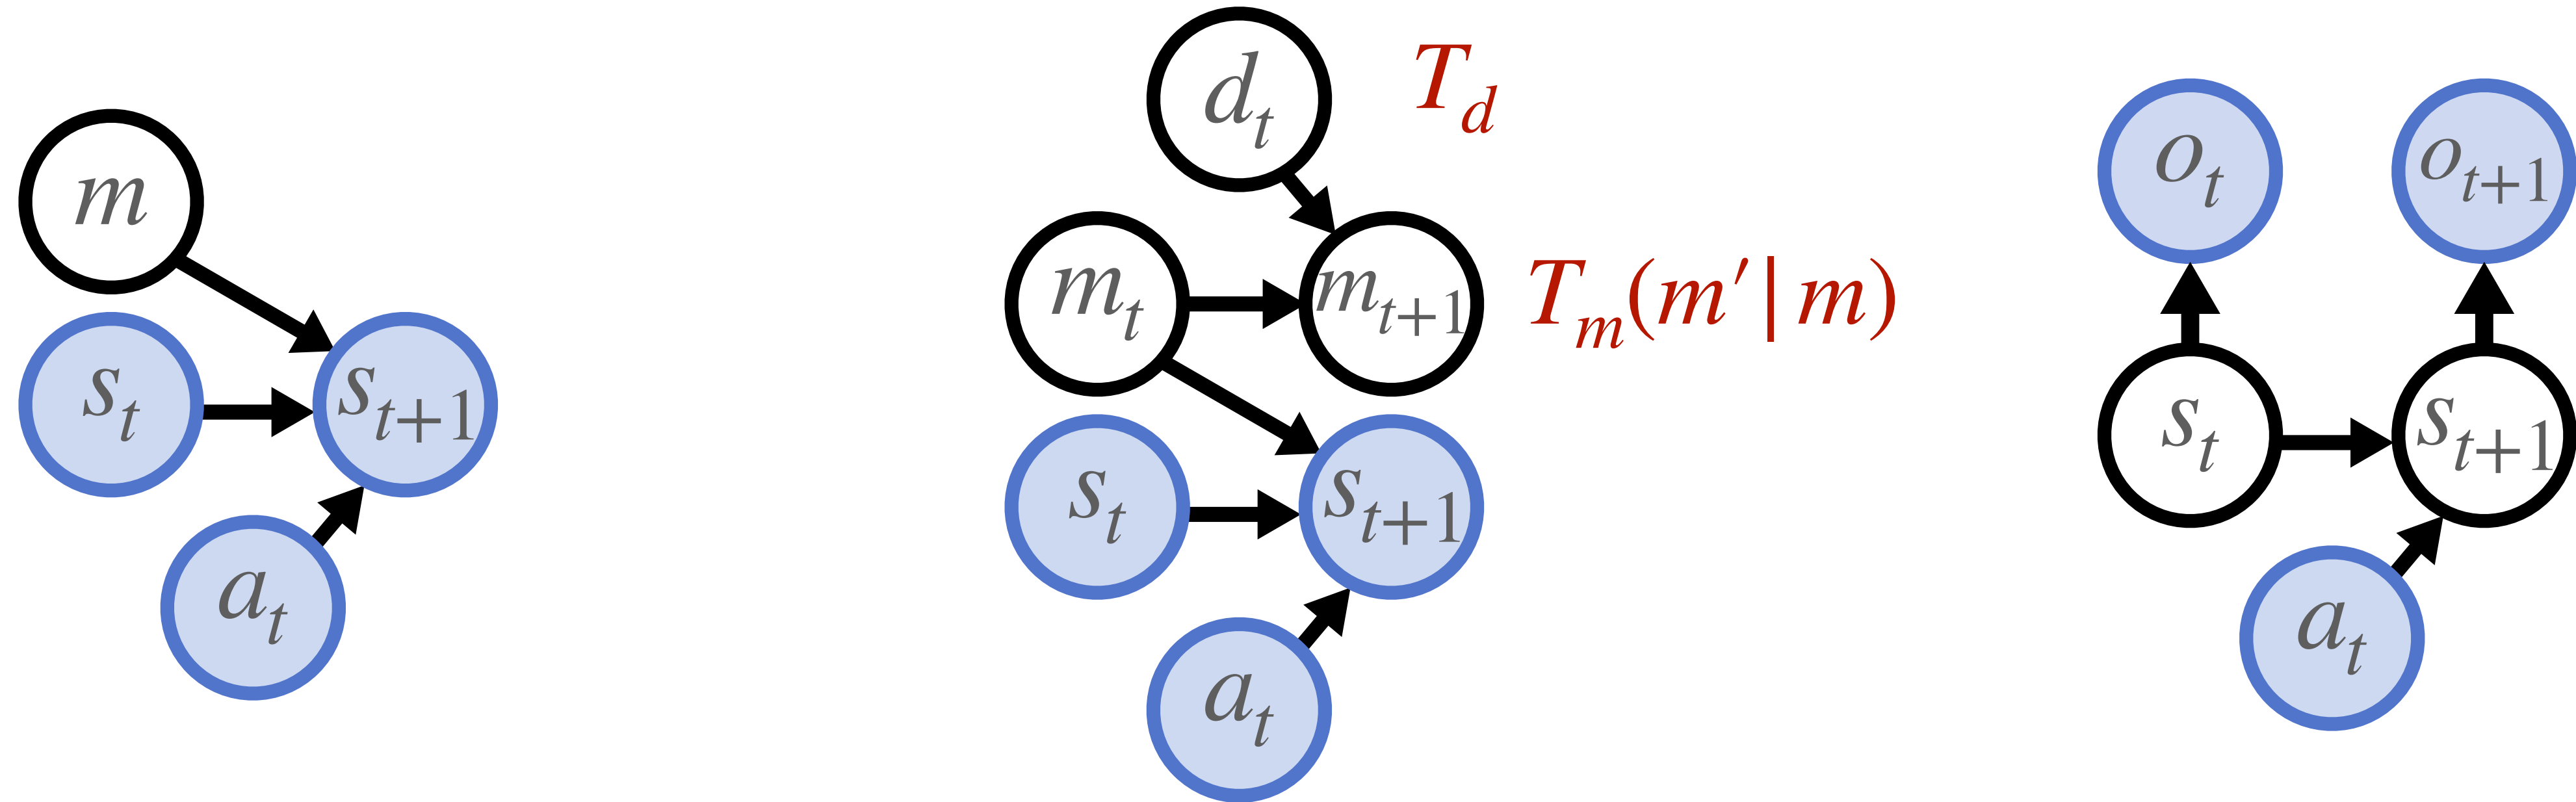 m
s_t
s_{t+1}
a_t
d_t
T_d
m_t
m_{t+1}
T_m(m′ | m)
s_t
s_{t+1}
a_t
o_t
o_{t+1}
s_t
s_{t+1}
a_t